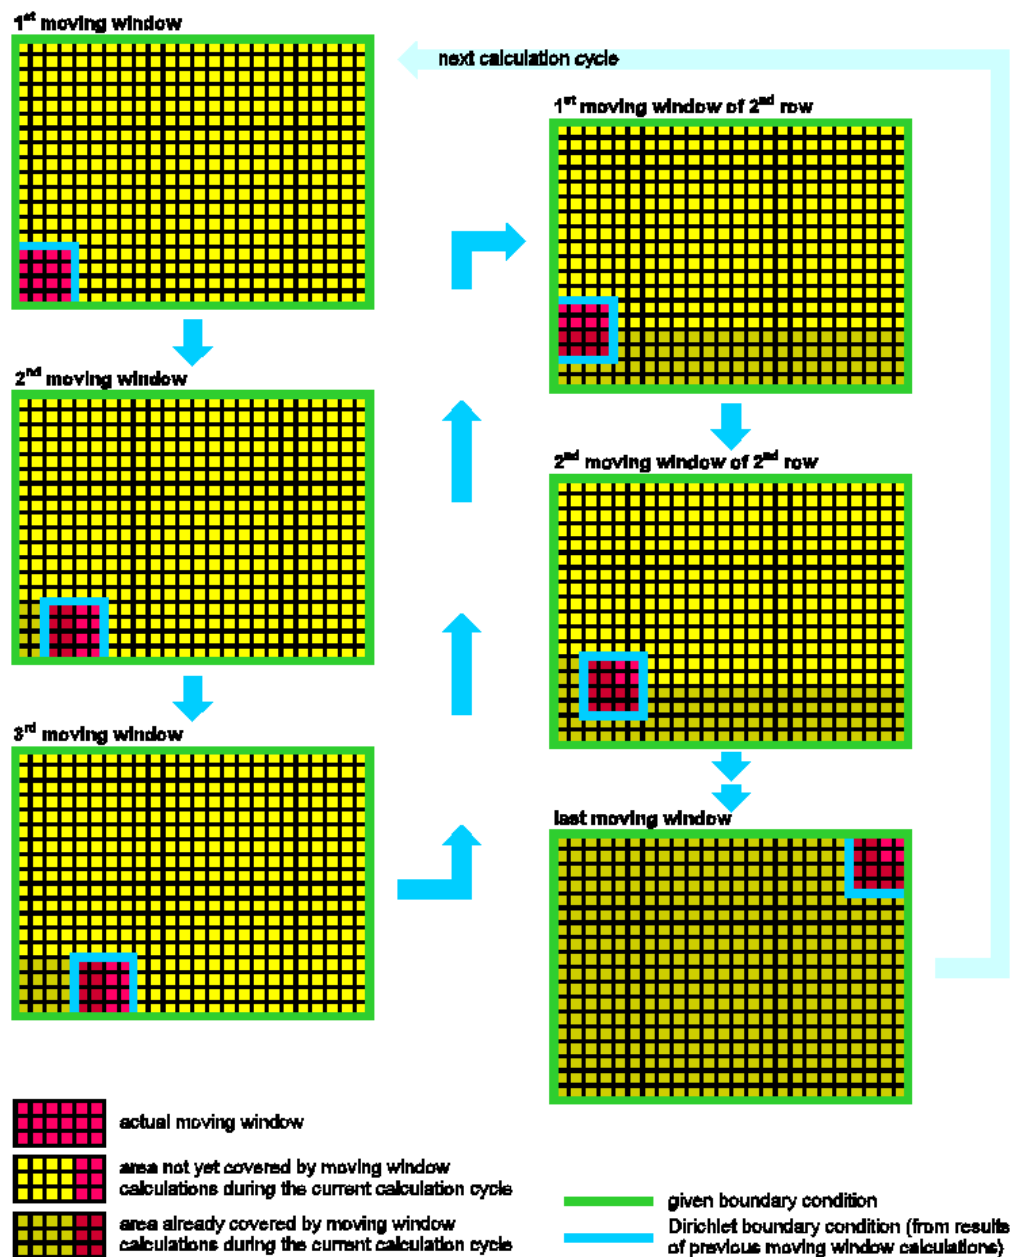 1st moving window
next calculation cycle
1st moving window of 2nd row
2nd moving window
2nd moving window of 2nd row
3rd moving window
last moving window
actual moving window
area not yet covered by moving window
calculations during the current calculation cycle
area already covered by moving window
calculations during the current calculation cycle
given boundary condition
Dirichlet boundary condition (from results
of previous moving window calculations)